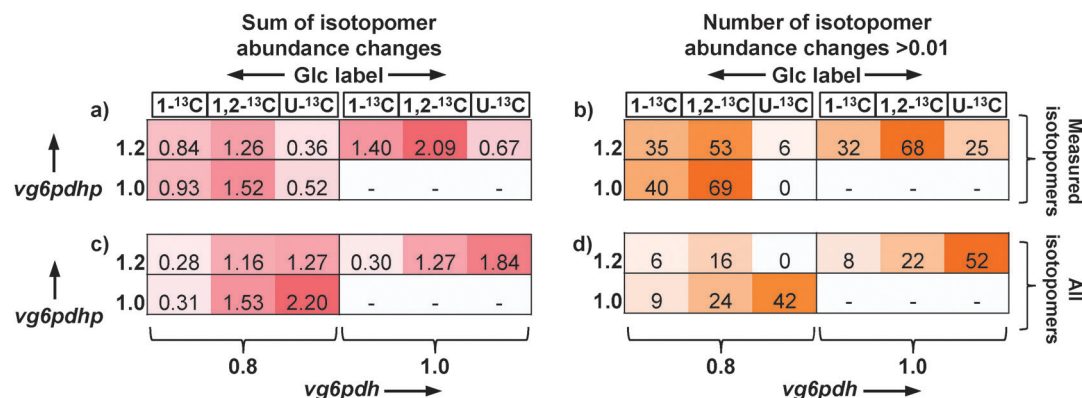 Sum of isotopomer
abundance changes
Glc label
a) 1-¹³C 1,2-¹³C U-¹³C 1-¹³C 1,2-¹³C U-¹³C
1.2 0.84 1.26 0.36 1.40 2.09 0.67
1.0 0.93 1.52 0.52 - - -
vg6pdhp
c)
1.2 0.28 1.16 1.27 0.30 1.27 1.84
1.0 0.31 1.53 2.20 - - -
vg6pdhp
0.8 1.0
vg6pdh
Number of isotopomer
abundance changes >0.01
Glc label
b) 1-¹³C 1,2-¹³C U-¹³C 1-¹³C 1,2-¹³C U-¹³C
1.2 35 53 6 32 68 25
1.0 40 69 0 - - -
Measured
isotopomers
d)
1.2 6 16 0 8 22 52
1.0 9 24 42 - - -
All
isotopomers
0.8 1.0
vg6pdh